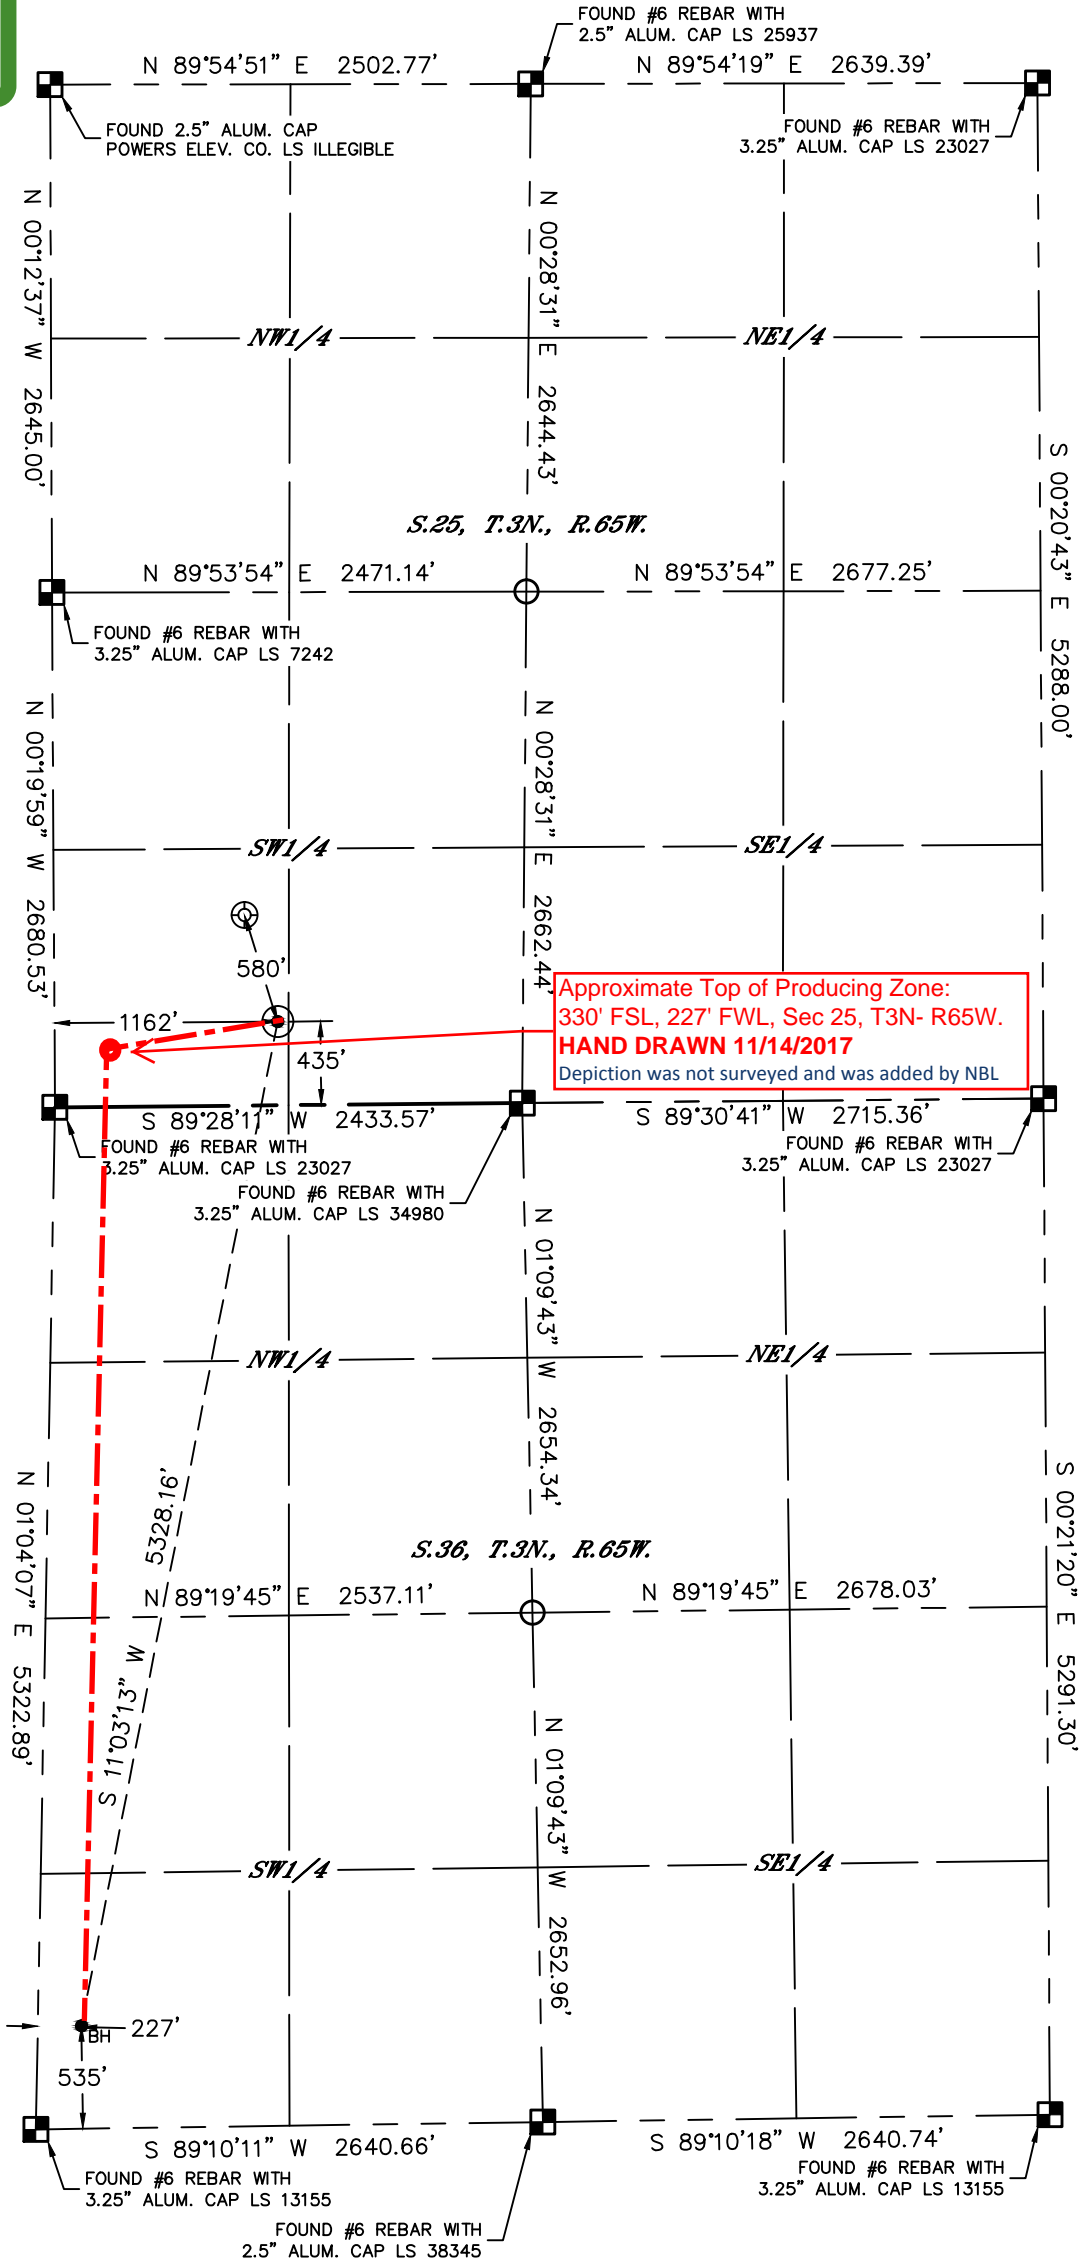 FOUND #6 REBAR WITH
2.5" ALUM. CAP LS 25937
N 89°54'51" E 2502.77'
N 89°54'19" E 2639.39'
FOUND 2.5" ALUM. CAP
POWERS ELEV. CO. LS ILLEGIBLE
FOUND #6 REBAR WITH
3.25" ALUM. CAP LS 23027
N 00°12'37" W 2645.00'
N 00°28'31" E 2644.43'
NW1/4
NE1/4
S 00°20'43" E 5288.00'
S.25, T.3N., R.65W.
N 89°53'54" E 2471.14'
N 89°53'54" E 2677.25'
FOUND #6 REBAR WITH
3.25" ALUM. CAP LS 7242
N 00°19'59" W 2680.53'
N 00°28'31" E 2662.44'
SW1/4
SE1/4
580'
Approximate Top of Producing Zone:
330' FSL, 227' FWL, Sec 25, T3N- R65W.
HAND DRAWN 11/14/2017
Depiction was not surveyed and was added by NBL
1162'
435'
S 89°28'11" W 2433.57'
S 89°30'41" W 2715.36'
FOUND #6 REBAR WITH
3.25" ALUM. CAP LS 23027
FOUND #6 REBAR WITH
3.25" ALUM. CAP LS 23027
FOUND #6 REBAR WITH
3.25" ALUM. CAP LS 34980
N 01°09'43" W 2654.34'
NW1/4
NE1/4
N 01°04'07" E 5322.89'
S 11°03'13" W 5328.16'
S 00°21'20" E 5291.30'
S.36, T.3N., R.65W.
N 89°19'45" E 2537.11'
N 89°19'45" E 2678.03'
N 01°09'43" W 2652.96'
SW1/4
SE1/4
BH
227'
535'
S 89°10'11" W 2640.66'
S 89°10'18" W 2640.74'
FOUND #6 REBAR WITH
3.25" ALUM. CAP LS 13155
FOUND #6 REBAR WITH
3.25" ALUM. CAP LS 13155
FOUND #6 REBAR WITH
2.5" ALUM. CAP LS 38345